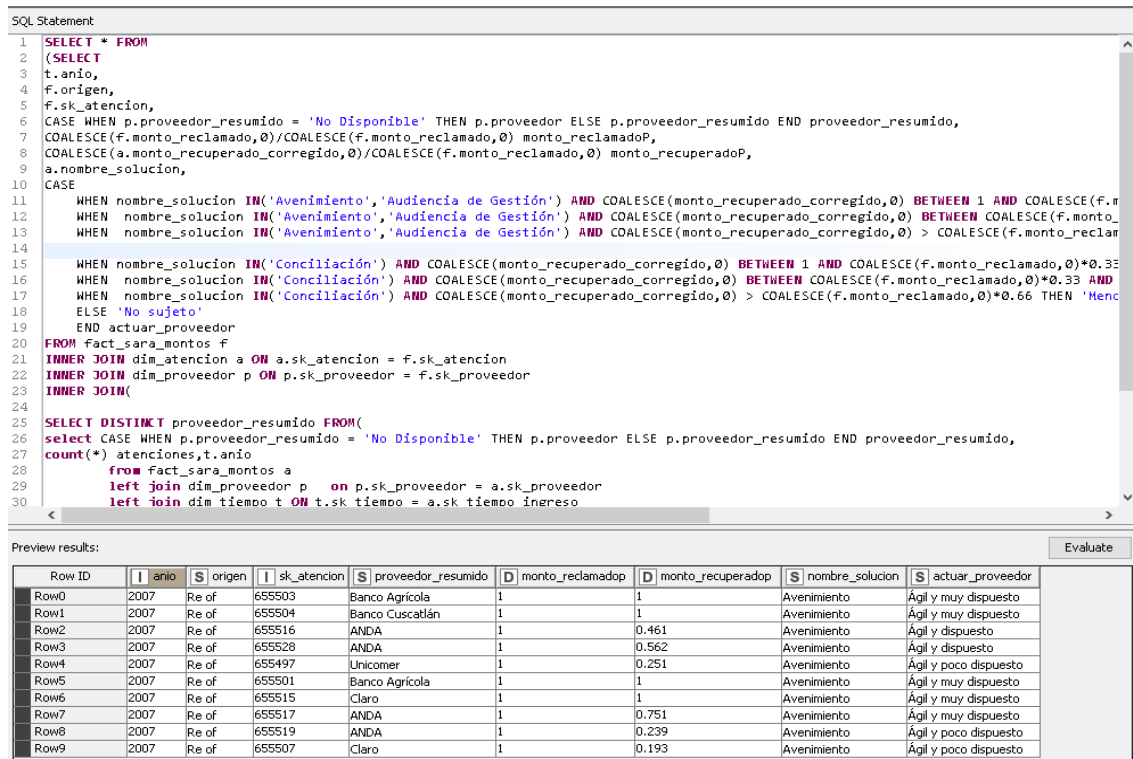 SQL Statement
1 SELECT * FROM
2 (SELECT
3 t.anio,
4 f.origen,
5 f.sk_atencion,
6 CASE WHEN p.proveedor_resumido = 'No Disponible' THEN p.proveedor ELSE p.proveedor_resumido END proveedor_resumido,
7 COALESCE(f.monto_reclamado,0)/COALESCE(f.monto_reclamado,0) monto_reclamadoP,
8 COALESCE(a.monto_recuperado_corregido,0)/COALESCE(f.monto_reclamado,0) monto_recuperadoP,
9 a.nombre_solucion,
10 CASE
11 WHEN nombre_solucion IN('Avenimiento','Audiencia de Gestión') AND COALESCE(monto_recuperado_corregido,0) BETWEEN 1 AND COALESCE(f.m
12 WHEN nombre_solucion IN('Avenimiento','Audiencia de Gestión') AND COALESCE(monto_recuperado_corregido,0) BETWEEN COALESCE(f.monto_
13 WHEN nombre_solucion IN('Avenimiento','Audiencia de Gestión') AND COALESCE(monto_recuperado_corregido,0) > COALESCE(f.monto_reclam
14
15 WHEN nombre_solucion IN('Conciliación') AND COALESCE(monto_recuperado_corregido,0) BETWEEN 1 AND COALESCE(f.monto_reclamado,0)*0.33
16 WHEN nombre_solucion IN('Conciliación') AND COALESCE(monto_recuperado_corregido,0) BETWEEN COALESCE(f.monto_reclamado,0)*0.33 AND
17 WHEN nombre_solucion IN('Conciliación') AND COALESCE(monto_recuperado_corregido,0) > COALESCE(f.monto_reclamado,0)*0.66 THEN 'Menc
18 ELSE 'No sujeto'
19 END actuar_proveedor
20 FROM fact_sara_montos f
21 INNER JOIN dim_atencion a ON a.sk_atencion = f.sk_atencion
22 INNER JOIN dim_proveedor p ON p.sk_proveedor = f.sk_proveedor
23 INNER JOIN(
24
25 SELECT DISTINCT proveedor_resumido FROM(
26 select CASE WHEN p.proveedor_resumido = 'No Disponible' THEN p.proveedor ELSE p.proveedor_resumido END proveedor_resumido,
27 count(*) atenciones,t.anio
28 from fact_sara_montos a
29 left join dim_proveedor p on p.sk_proveedor = a.sk_proveedor
30 left join dim_tiempo t ON t.sk_tiempo = a.sk_tiempo_ingreso
Preview results:
Evaluate
Row ID I anio S origen I sk_atencion S proveedor_resumido D monto_reclamadop D monto_recuperadop S nombre_solucion S actuar_proveedor
Row0 2007 Re of 655503 Banco Agrícola 1 1 Avenimiento Ágil y muy dispuesto
Row1 2007 Re of 655504 Banco Cuscatlán 1 1 Avenimiento Ágil y muy dispuesto
Row2 2007 Re of 655516 ANDA 1 0.461 Avenimiento Ágil y dispuesto
Row3 2007 Re of 655528 ANDA 1 0.562 Avenimiento Ágil y dispuesto
Row4 2007 Re of 655497 Unicomer 1 0.251 Avenimiento Ágil y poco dispuesto
Row5 2007 Re of 655501 Banco Agrícola 1 1 Avenimiento Ágil y muy dispuesto
Row6 2007 Re of 655515 Claro 1 1 Avenimiento Ágil y muy dispuesto
Row7 2007 Re of 655517 ANDA 1 0.751 Avenimiento Ágil y muy dispuesto
Row8 2007 Re of 655519 ANDA 1 0.239 Avenimiento Ágil y poco dispuesto
Row9 2007 Re of 655507 Claro 1 0.193 Avenimiento Ágil y poco dispuesto